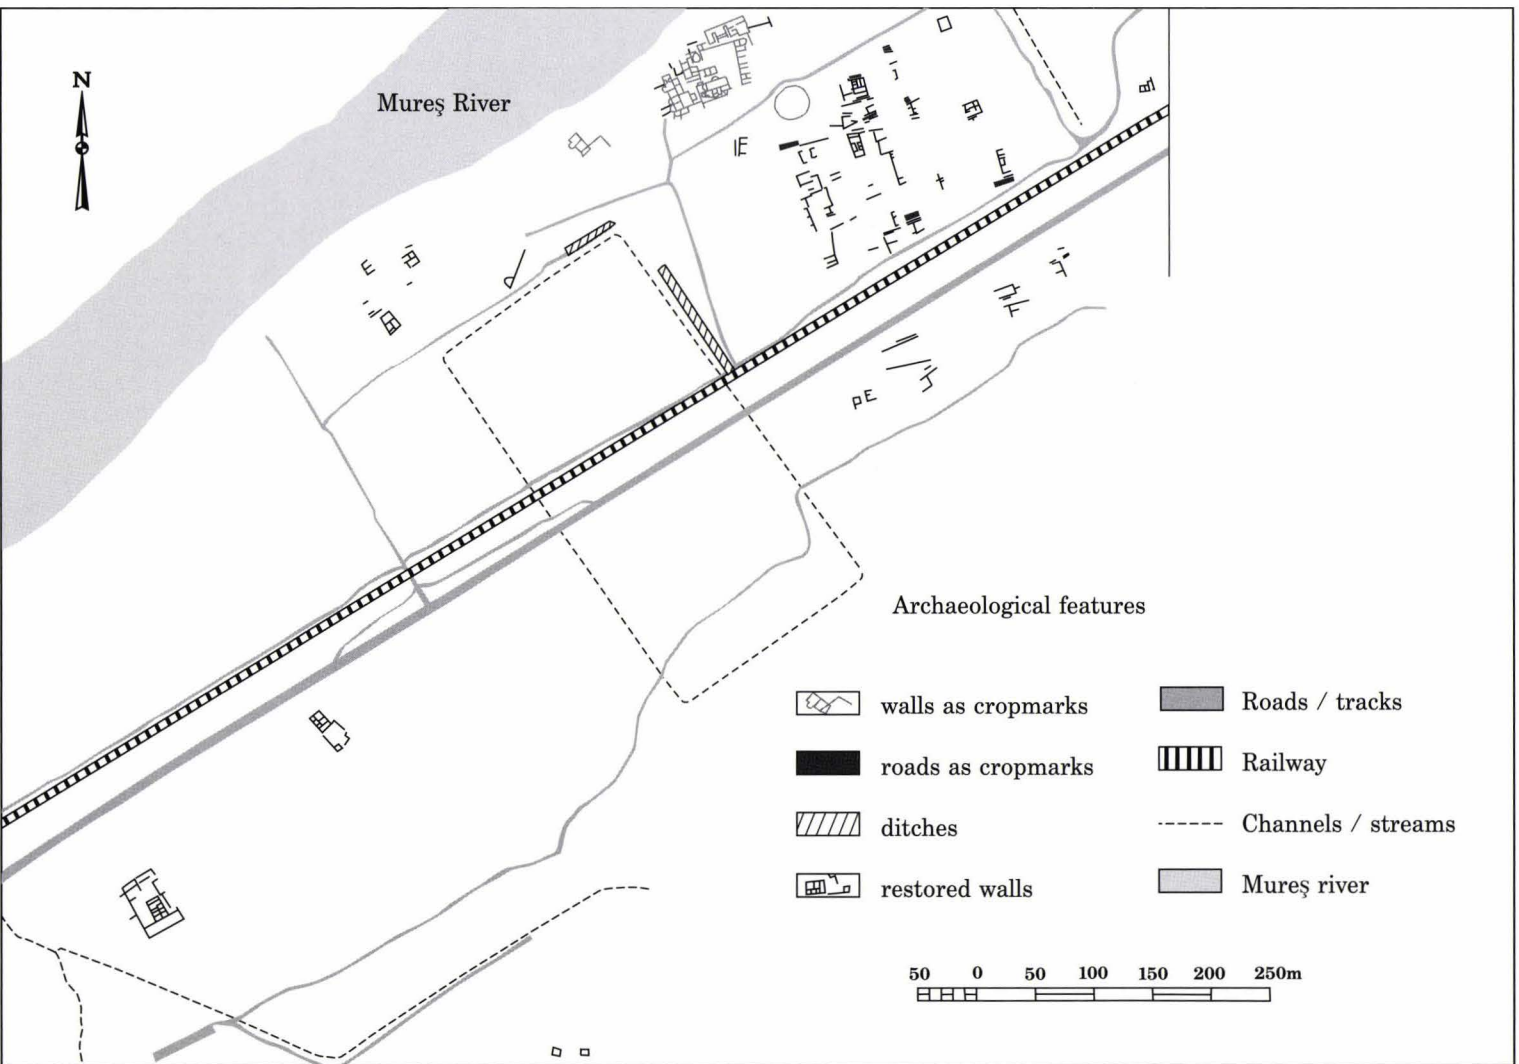 N
Mureş River
Archaeological features
walls as cropmarks
roads as cropmarks
ditches
restored walls
Roads / tracks
Railway
Channels / streams
Mureş river
50 0 50 100 150 200 250m